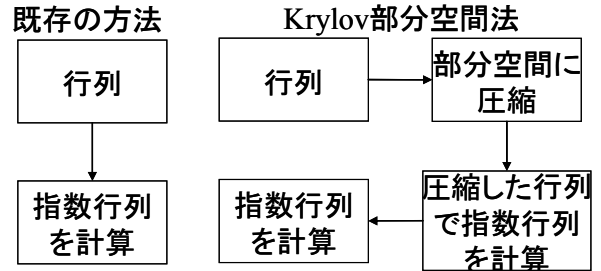 既存の方法
行列
指数行列
を計算
Krylov部分空間法
行列
部分空間に
圧縮
圧縮した行列
で指数行列
を計算
指数行列
を計算